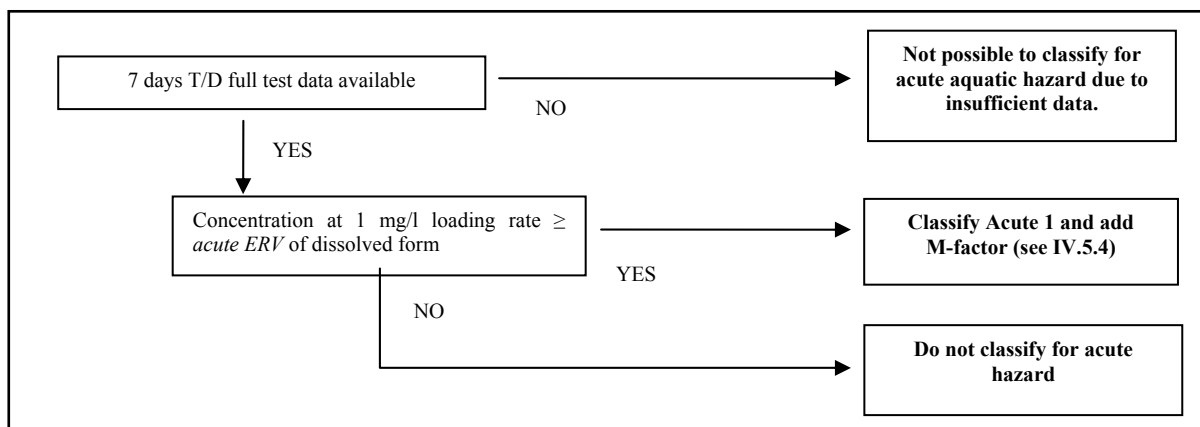 7 days T/D full test data available
NO
Not possible to classify for
acute aquatic hazard due to
insufficient data.
YES
Concentration at 1 mg/l loading rate ≥
acute ERV of dissolved form
YES
Classify Acute 1 and add
M-factor (see IV.5.4)
NO
Do not classify for acute
hazard